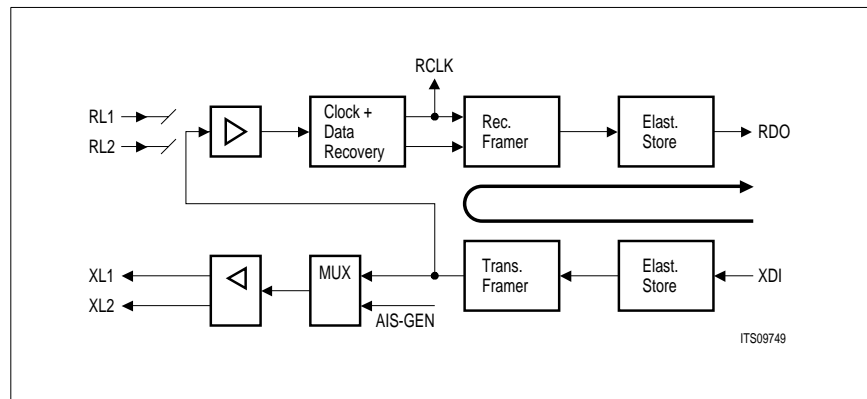 RCLK
RL1
RL2
Clock +
Data
Recovery
Rec.
Framer
Elast.
Store
RDO
XL1
XL2
MUX
AIS-GEN
Trans.
Framer
Elast.
Store
XDI
ITS09749